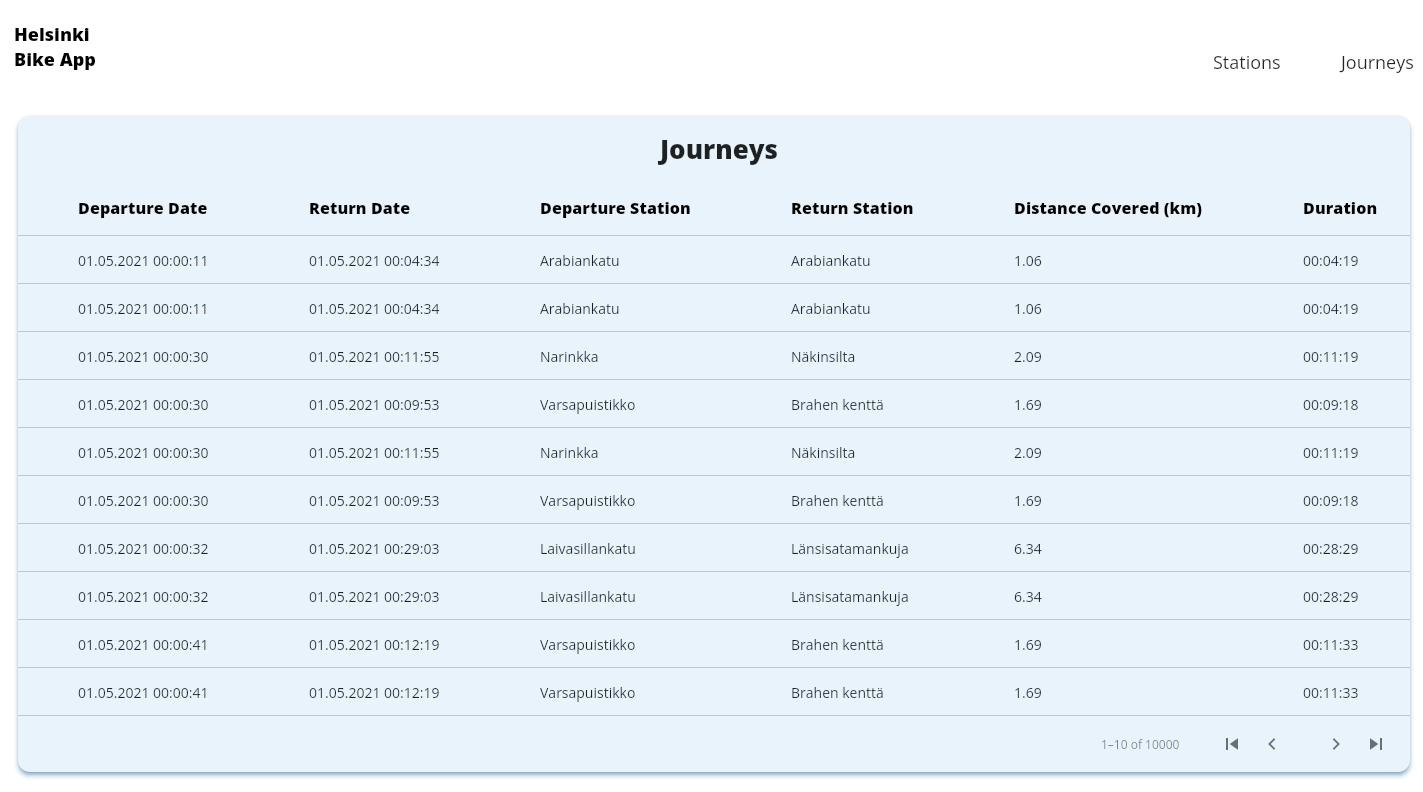 Helsinki
Bike App
Stations Journeys
Journeys
Departure Date Return Date Departure Station Return Station Distance Covered (km) Duration
01.05.2021 00:00:11 01.05.2021 00:04:34 Arabiankatu Arabiankatu 1.06 00:04:19
01.05.2021 00:00:11 01.05.2021 00:04:34 Arabiankatu Arabiankatu 1.06 00:04:19
01.05.2021 00:00:30 01.05.2021 00:11:55 Narinkka Näkinsilta 2.09 00:11:19
01.05.2021 00:00:30 01.05.2021 00:09:53 Varsapuistikko Brahen kenttä 1.69 00:09:18
01.05.2021 00:00:30 01.05.2021 00:11:55 Narinkka Näkinsilta 2.09 00:11:19
01.05.2021 00:00:30 01.05.2021 00:09:53 Varsapuistikko Brahen kenttä 1.69 00:09:18
01.05.2021 00:00:32 01.05.2021 00:29:03 Laivasillankatu Länsisatamankuja 6.34 00:28:29
01.05.2021 00:00:32 01.05.2021 00:29:03 Laivasillankatu Länsisatamankuja 6.34 00:28:29
01.05.2021 00:00:41 01.05.2021 00:12:19 Varsapuistikko Brahen kenttä 1.69 00:11:33
01.05.2021 00:00:41 01.05.2021 00:12:19 Varsapuistikko Brahen kenttä 1.69 00:11:33
1–10 of 10000